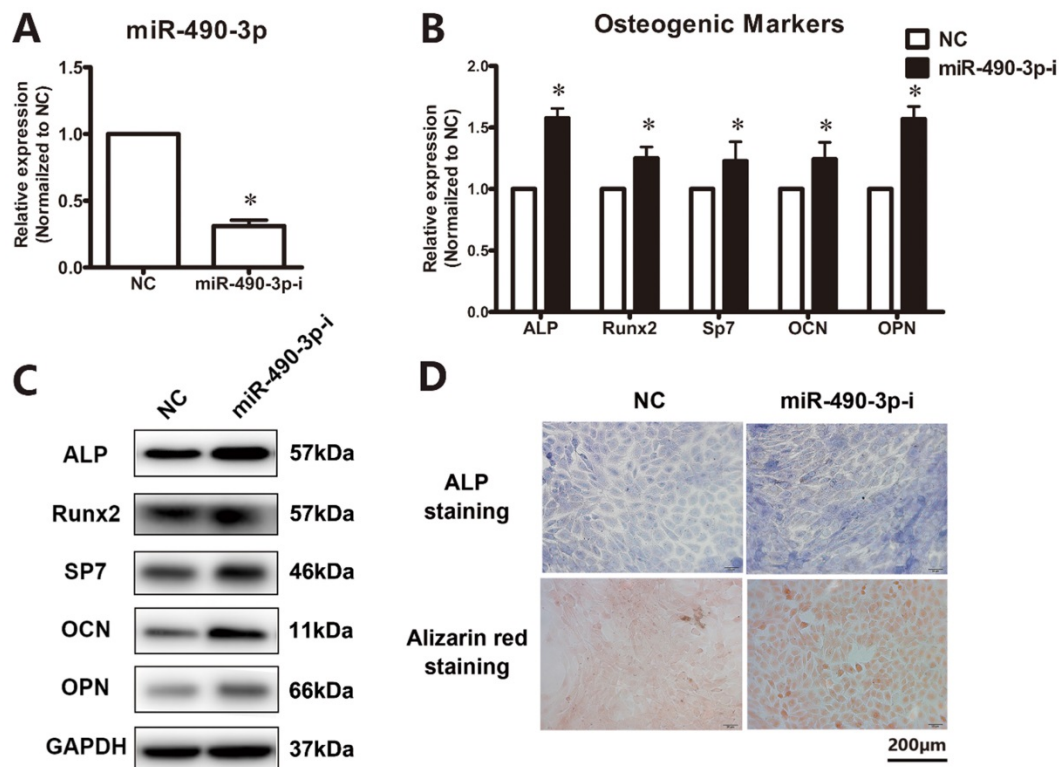 A
miR-490-3p
Relative expression
(Normailzed to NC)
1.5
1.0
0.5
0.0
*
NC
miR-490-3p-i
B
Osteogenic Markers
NC
miR-490-3p-i
Relative expression
(Normailzed to NC)
2.0
1.5
1.0
0.5
0.0
*
*
*
*
*
ALP
Runx2
Sp7
OCN
OPN
C
NC
miR-490-3p-i
ALP
57kDa
Runx2
57kDa
SP7
46kDa
OCN
11kDa
OPN
66kDa
GAPDH
37kDa
D
NC
miR-490-3p-i
ALP
staining
Alizarin red
staining
200μm